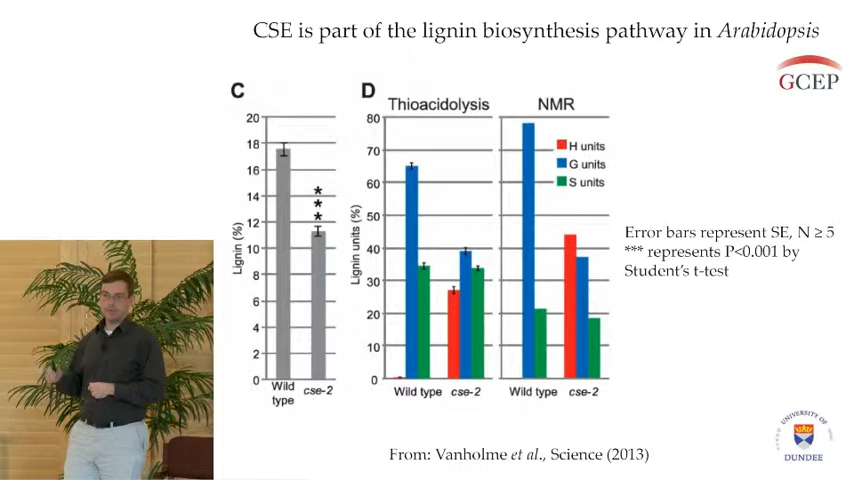 CSE is part of the lignin biosynthesis pathway in Arabidopsis
GCEP
C
D
Thioacidolysis
NMR
20
18
16
14
12
10
8
6
4
2
0
Lignin (%)
***
Wild type
cse-2
80
70
60
50
40
30
20
10
0
Lignin units (%)
H units
G units
S units
Wild type
cse-2
Wild type
cse-2
Error bars represent SE, N ≥ 5
*** represents P<0.001 by
Student's t-test
From: Vanholme et al., Science (2013)
UNIVERSITY OF
DUNDEE